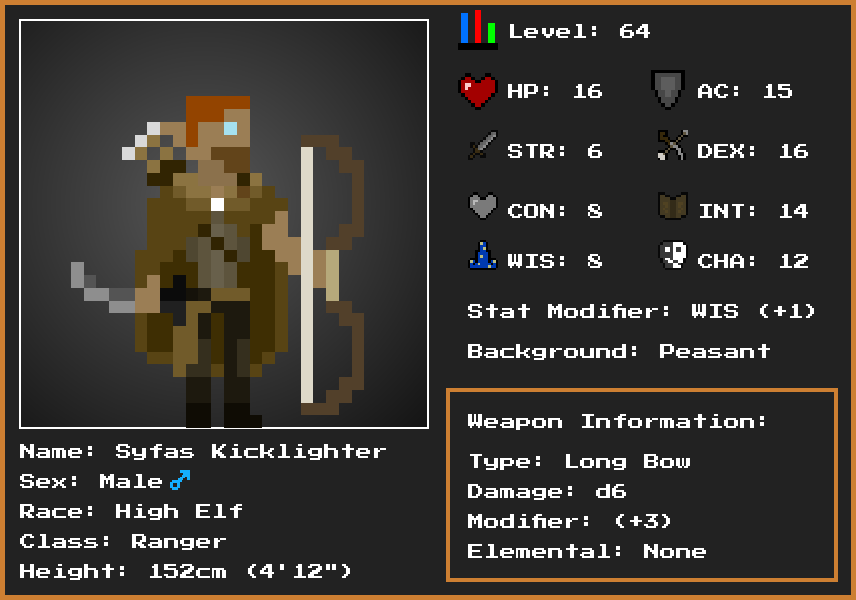 Level: 64
HP: 16
AC: 15
STR: 6
DEX: 16
CON: 8
INT: 14
WIS: 8
CHA: 12
Stat Modifier: WIS (+1)
Background: Peasant
Name: Syfas Kicklighter
Sex: Male ♂
Race: High Elf
Class: Ranger
Height: 152cm (4'12")
Weapon Information:
Type: Long Bow
Damage: d6
Modifier: (+3)
Elemental: None